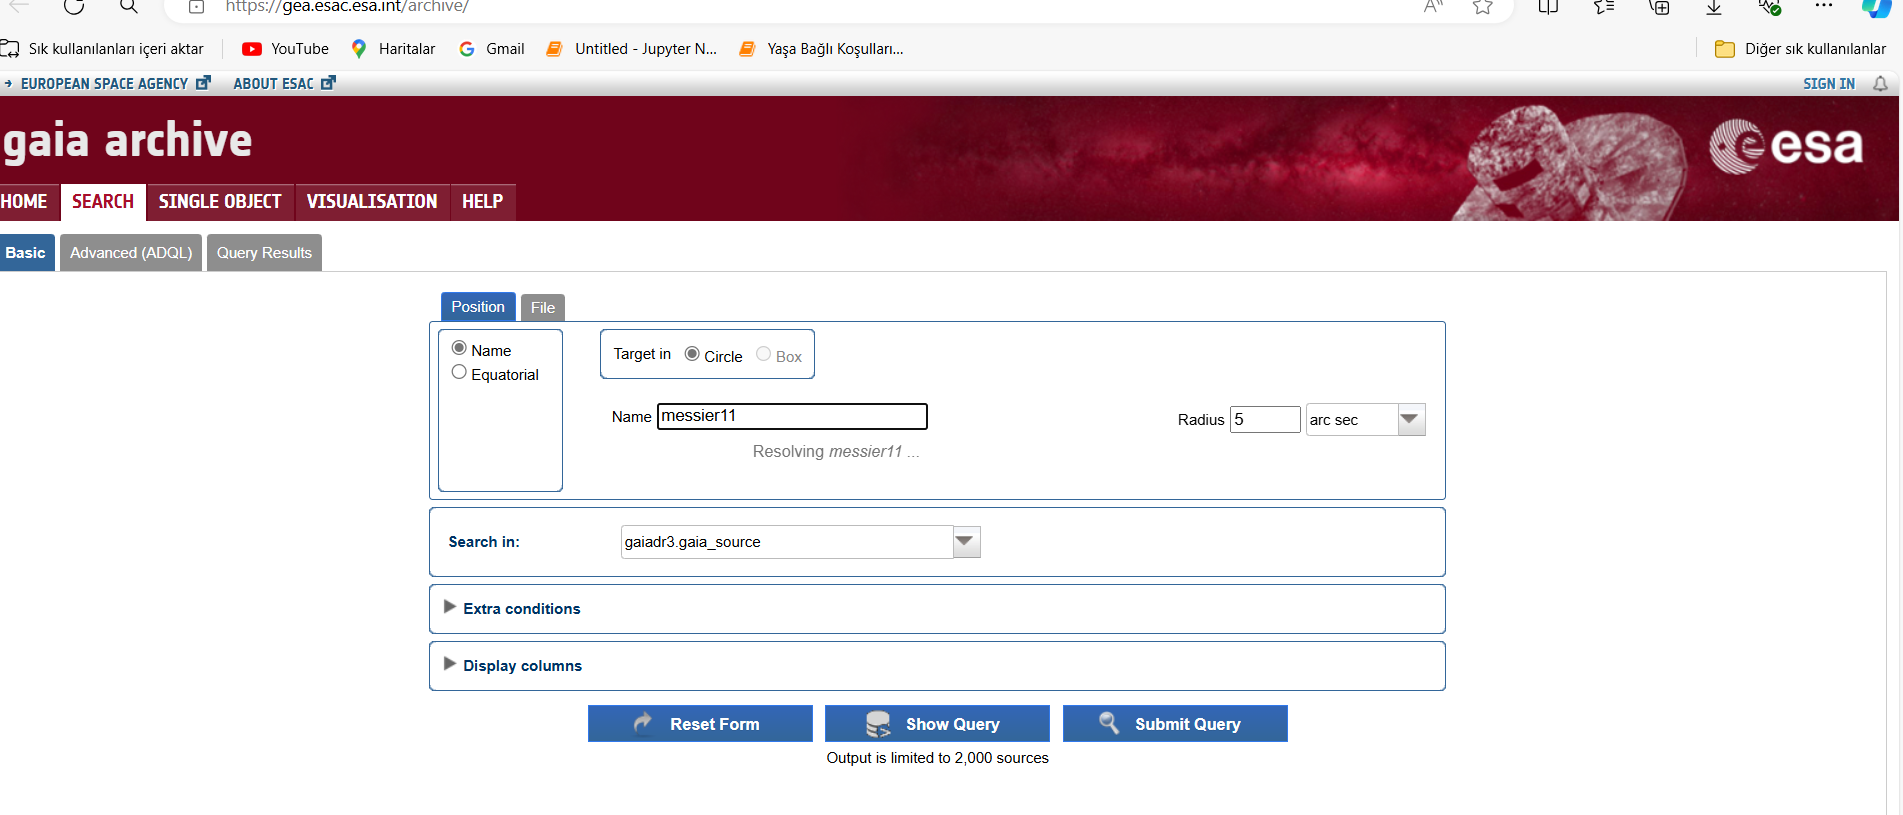 https://gea.esac.esa.int/archive/
Sık kullanılanları içeri aktar YouTube Haritalar Gmail Untitled - Jupyter N... Yaşa Bağlı Koşulları... Diğer sık kullanılanlar
EUROPEAN SPACE AGENCY ABOUT ESAC SIGN IN
gaia archive
esa
HOME SEARCH SINGLE OBJECT VISUALISATION HELP
Basic Advanced (ADQL) Query Results
Position File
Name
Equatorial
Target in Circle Box
Name messier11 Radius 5 arc sec
Resolving messier11 ...
Search in: gaiadr3.gaia_source
Extra conditions
Display columns
Reset Form Show Query Submit Query
Output is limited to 2,000 sources